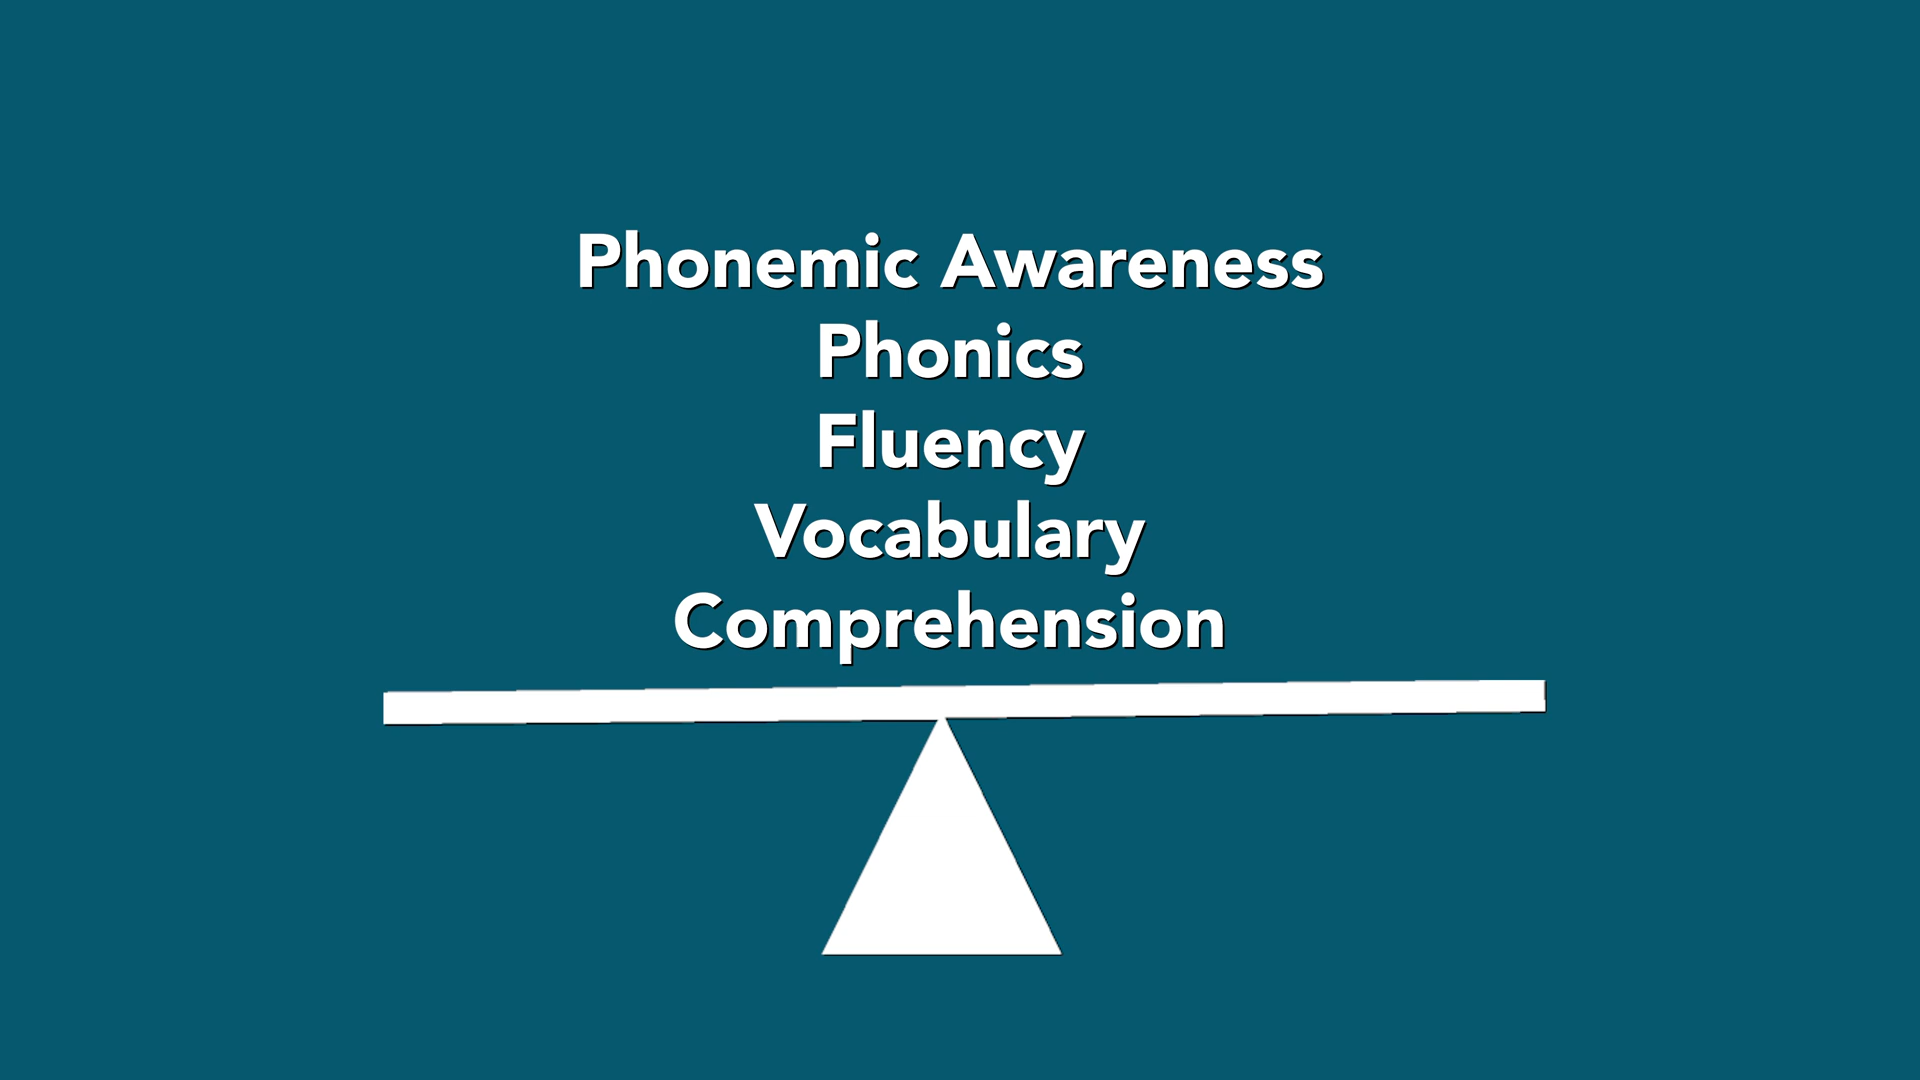 Phonemic Awareness
Phonics
Fluency
Vocabulary
Comprehension